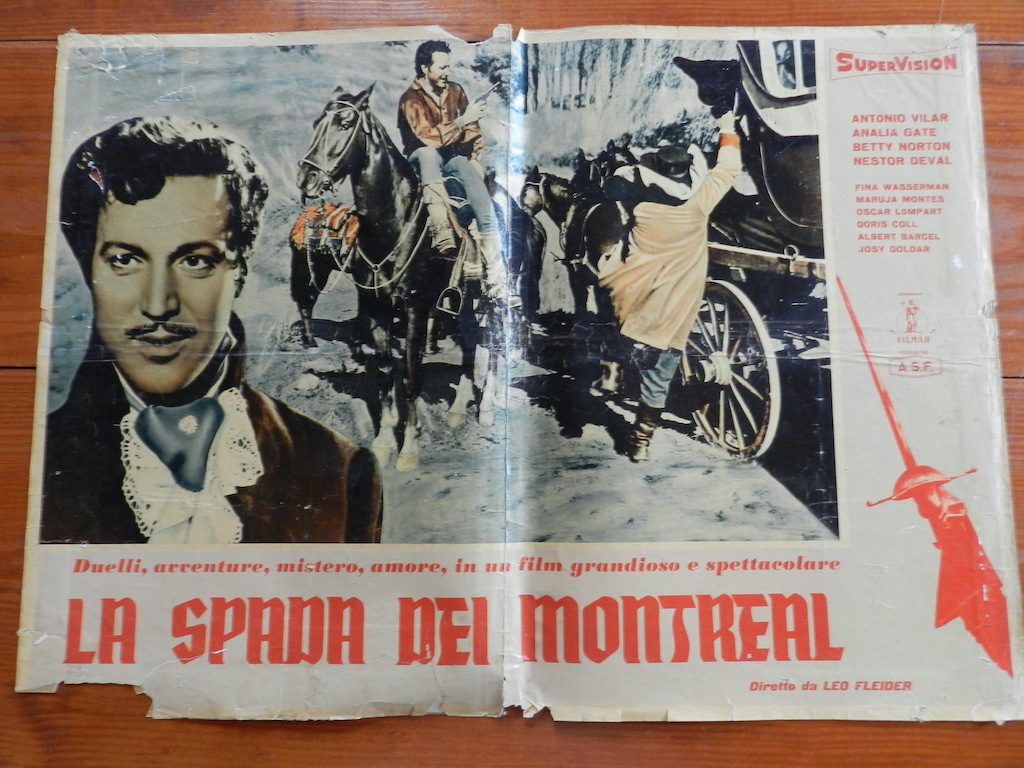 SUPERVISION
ANTONIO VILAR
ANALIA GATE
BETTY NORTON
NESTOR DEVAL
FINA WASSERMAN
MARUJA MONTES
OSCAR LOMPART
DORIS COLL
ALBERT BARCEL
JOSY GOLDAR
FILMAR
A.S.F.
Duelli, avventure, mistero, amore, in un film grandioso e spettacolare
LA SPADA DEI MONTREAL
Diretto da LEO FLEIDER